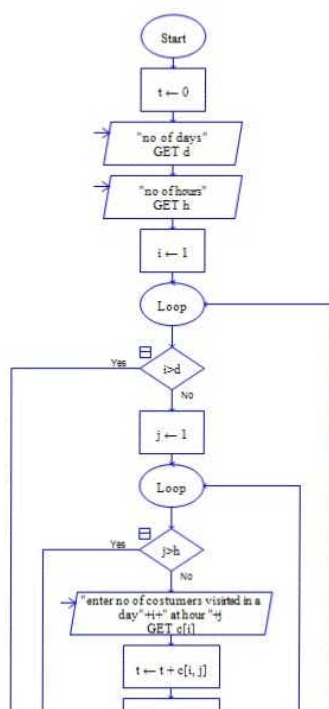 Start
t ← 0
"no of days"
GET d
"no of hours"
GET h
i ← 1
Loop
Yes
i>d
No
j ← 1
Loop
Yes
j>h
No
"enter no of costumers visited in a
day"+i+" at hour "+j
GET c[i]
t ← t + c[i, j]